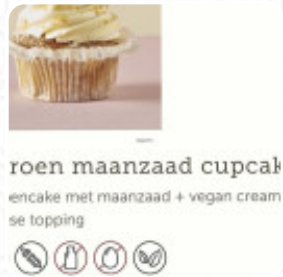 roen maanzaad cupcak
encake met maanzaad + vegan cream
se topping